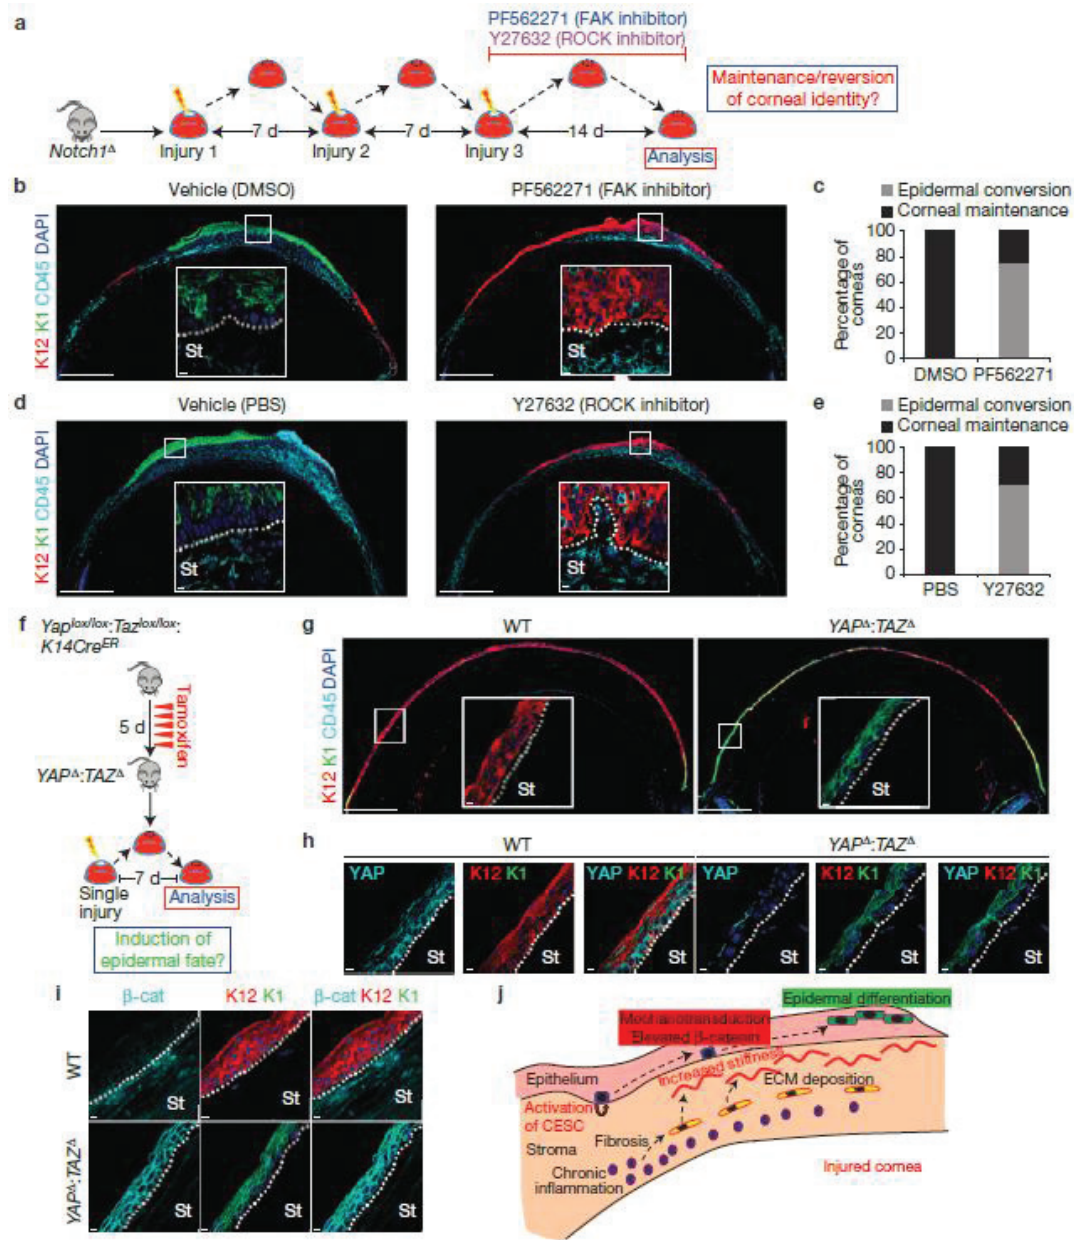 a
PF562271 (FAK inhibitor)
Y27632 (ROCK inhibitor)
Maintenance/reversion
of corneal identity?
7 d
7 d
14 d
Notch1Δ
Injury 1
Injury 2
Injury 3
Analysis
b
Vehicle (DMSO)
PF562271 (FAK inhibitor)
K12 K1 CD45 DAPI
St
St
c
Epidermal conversion
Corneal maintenance
Percentage of
corneas
100
80
60
40
20
0
DMSO PF562271
d
Vehicle (PBS)
Y27632 (ROCK inhibitor)
K12 K1 CD45 DAPI
St
St
e
Epidermal conversion
Corneal maintenance
Percentage of
corneas
100
80
60
40
20
0
PBS Y27632
f
Yaplox/lox:Tazlox/lox:
K14CreER
5 d
Tamoxifen
YAPΔ:TAZΔ
7 d
Single
injury
Analysis
Induction of
epidermal fate?
g
WT
YAPΔ:TAZΔ
K12 K1 CD45 DAPI
St
St
h
WT
YAPΔ:TAZΔ
YAP
K12 K1
YAP K12 K1
YAP
K12 K1
YAP K12 K1
St
St
St
St
St
St
i
β-cat
K12 K1
β-cat K12 K1
WT
St
St
St
YAPΔ:TAZΔ
St
St
St
j
Epidermal differentiation
Mechanotransduction
Elevated β-catenin
Increased stiffness
Epithelium
ECM deposition
Activation
of CESC
Fibrosis
Stroma
Chronic
inflammation
Injured cornea